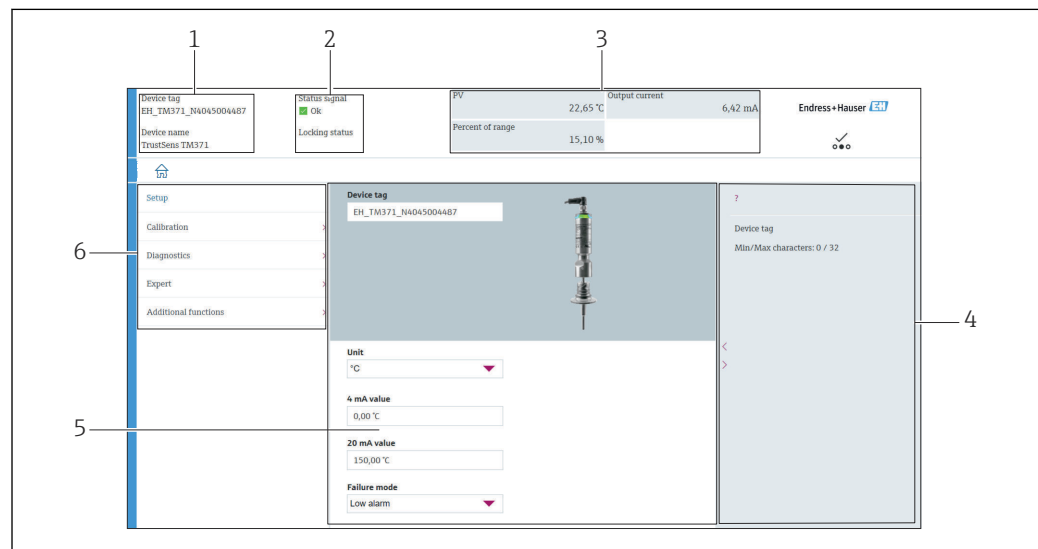 1
2
3
Device tag
EH_TM371_N4045004487
Device name
TrustSens TM371
Status signal
Ok
Locking status
PV
22,65 °C
Output current
6,42 mA
Percent of range
15,10 %
Endress+Hauser
EH
Setup
Calibration
Diagnostics
Expert
Additional functions
6
Device tag
EH_TM371_N4045004487
?
Device tag
Min/Max characters: 0 / 32
4
Unit
°C
4 mA value
0,00 °C
5
20 mA value
150,00 °C
Failure mode
Low alarm